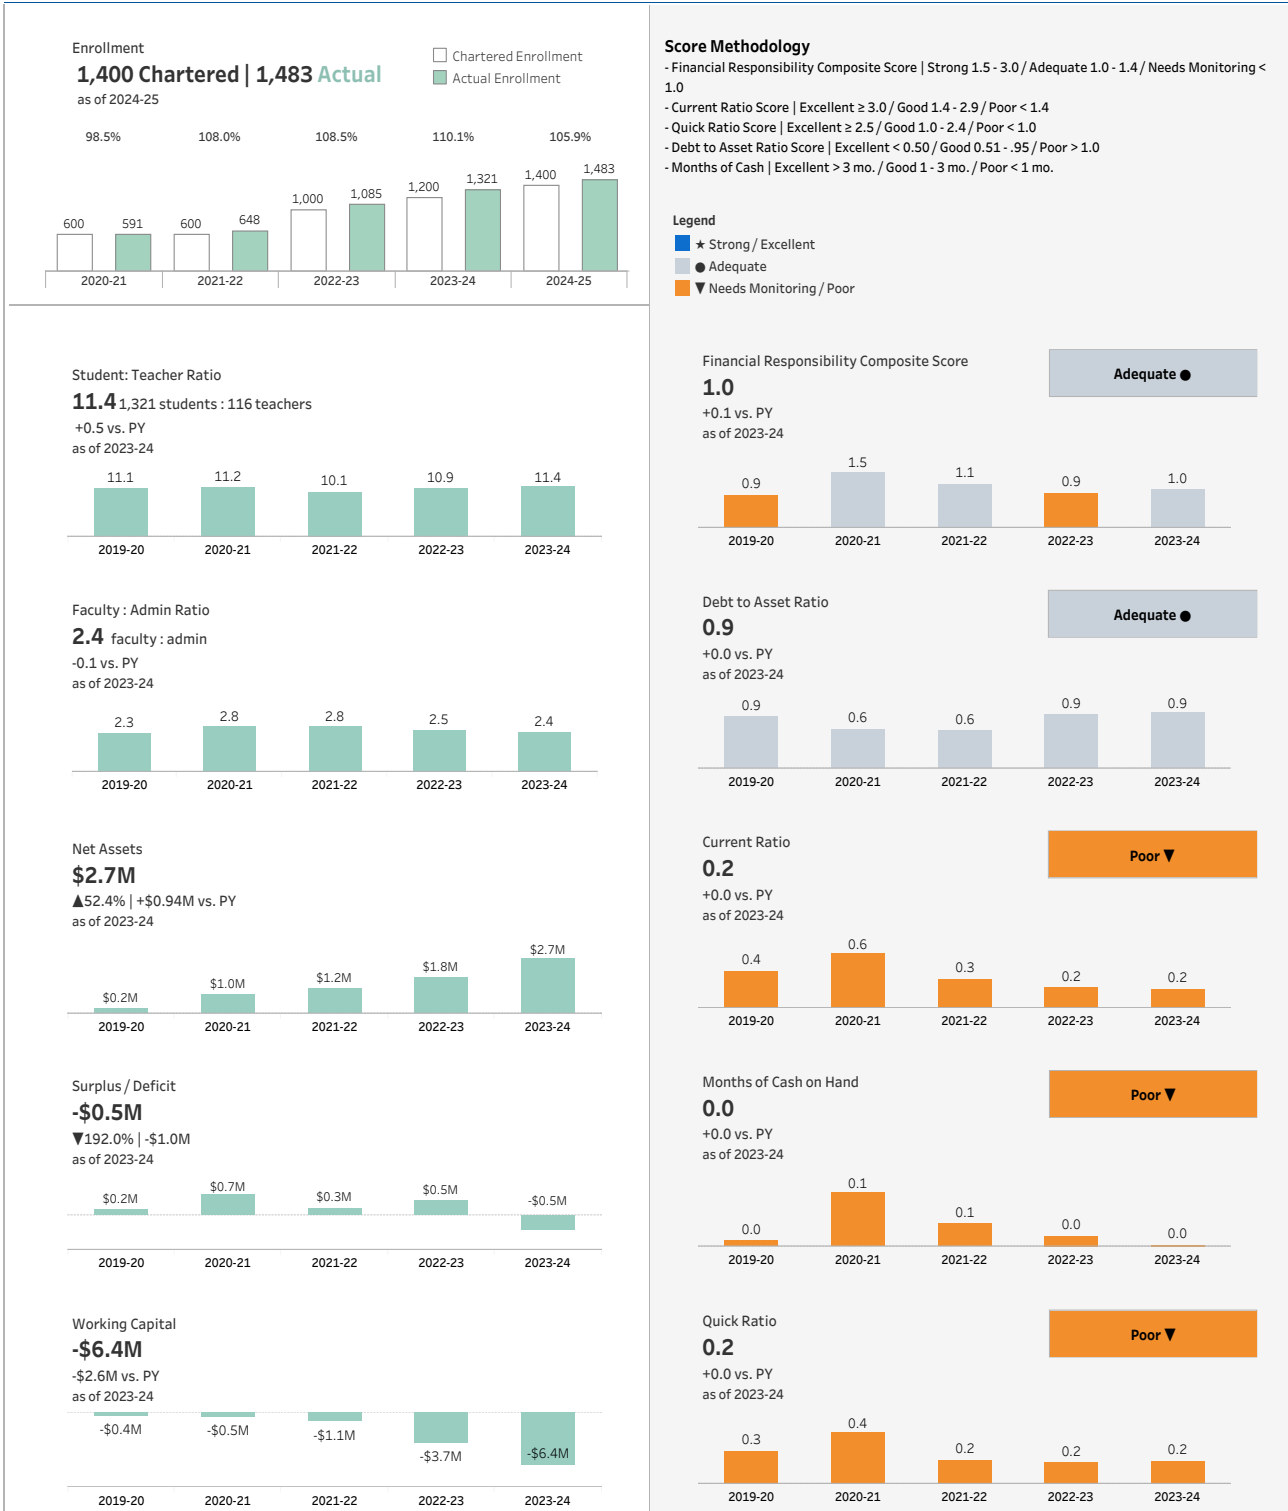 Enrollment
1,400 Chartered | 1,483 Actual
as of 2024-25
Chartered Enrollment
Actual Enrollment
98.5% 108.0% 108.5% 110.1% 105.9%
600 591 600 648 1,000 1,085 1,200 1,321 1,400 1,483
2020-21 2021-22 2022-23 2023-24 2024-25
Student: Teacher Ratio
11.4 1,321 students : 116 teachers
+0.5 vs. PY
as of 2023-24
11.1 11.2 10.1 10.9 11.4
2019-20 2020-21 2021-22 2022-23 2023-24
Faculty : Admin Ratio
2.4 faculty : admin
-0.1 vs. PY
as of 2023-24
2.3 2.8 2.8 2.5 2.4
2019-20 2020-21 2021-22 2022-23 2023-24
Net Assets
$2.7M
▲52.4% | +$0.94M vs. PY
as of 2023-24
$0.2M $1.0M $1.2M $1.8M $2.7M
2019-20 2020-21 2021-22 2022-23 2023-24
Surplus / Deficit
-$0.5M
▼192.0% | -$1.0M
as of 2023-24
$0.2M $0.7M $0.3M $0.5M -$0.5M
2019-20 2020-21 2021-22 2022-23 2023-24
Working Capital
-$6.4M
-$2.6M vs. PY
as of 2023-24
-$0.4M -$0.5M -$1.1M -$3.7M -$6.4M
2019-20 2020-21 2021-22 2022-23 2023-24
Score Methodology
- Financial Responsibility Composite Score | Strong 1.5 - 3.0 / Adequate 1.0 - 1.4 / Needs Monitoring <
1.0
- Current Ratio Score | Excellent ≥ 3.0 / Good 1.4 - 2.9 / Poor < 1.4
- Quick Ratio Score | Excellent ≥ 2.5 / Good 1.0 - 2.4 / Poor < 1.0
- Debt to Asset Ratio Score | Excellent < 0.50 / Good 0.51 - .95 / Poor > 1.0
- Months of Cash | Excellent > 3 mo. / Good 1 - 3 mo. / Poor < 1 mo.
Legend
★ Strong / Excellent
● Adequate
▼ Needs Monitoring / Poor
Financial Responsibility Composite Score
Adequate ●
1.0
+0.1 vs. PY
as of 2023-24
0.9 1.5 1.1 0.9 1.0
2019-20 2020-21 2021-22 2022-23 2023-24
Debt to Asset Ratio
Adequate ●
0.9
+0.0 vs. PY
as of 2023-24
0.9 0.6 0.6 0.9 0.9
2019-20 2020-21 2021-22 2022-23 2023-24
Current Ratio
Poor ▼
0.2
+0.0 vs. PY
as of 2023-24
0.4 0.6 0.3 0.2 0.2
2019-20 2020-21 2021-22 2022-23 2023-24
Months of Cash on Hand
Poor ▼
0.0
+0.0 vs. PY
as of 2023-24
0.0 0.1 0.1 0.0 0.0
2019-20 2020-21 2021-22 2022-23 2023-24
Quick Ratio
Poor ▼
0.2
+0.0 vs. PY
as of 2023-24
0.3 0.4 0.2 0.2 0.2
2019-20 2020-21 2021-22 2022-23 2023-24